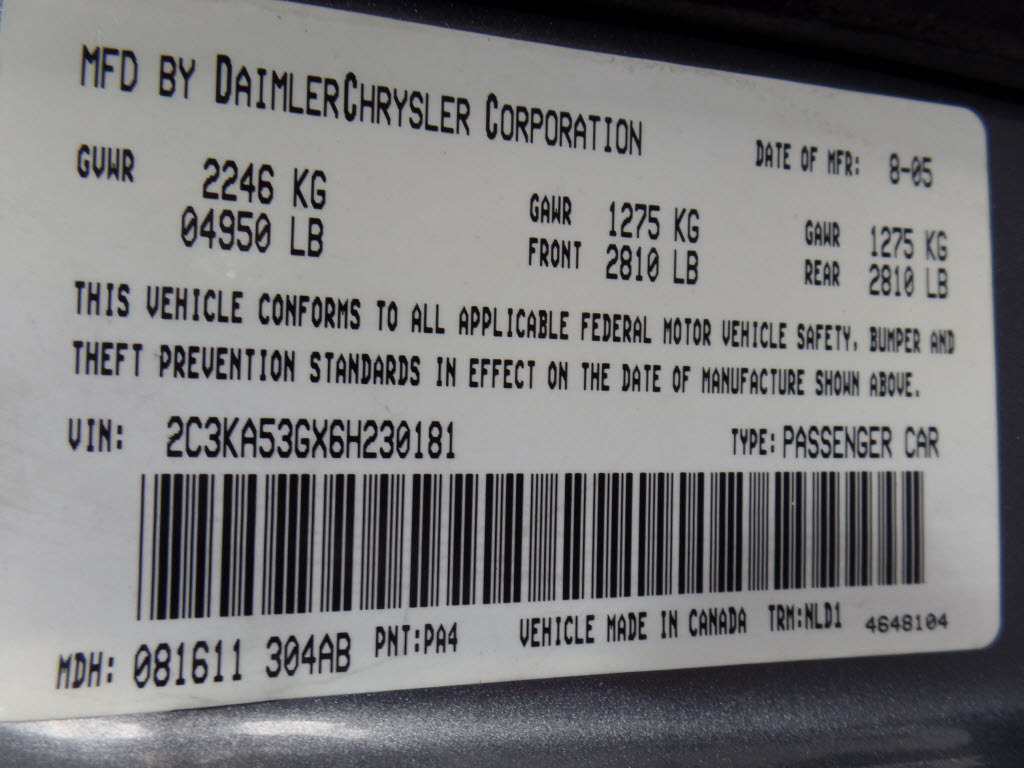 MFD BY DAIMLERCHRYSLER CORPORATION
DATE OF MFR: 8-05
GVWR 2246 KG
04950 LB
GAWR 1275 KG
FRONT 2810 LB
GAWR 1275 KG
REAR 2810 LB
THIS VEHICLE CONFORMS TO ALL APPLICABLE FEDERAL MOTOR VEHICLE SAFETY, BUMPER AND
THEFT PREVENTION STANDARDS IN EFFECT ON THE DATE OF MANUFACTURE SHOWN ABOVE.
VIN: 2C3KA53GX6H230181 TYPE: PASSENGER CAR
MDH: 081611 304AB PNT:PA4 VEHICLE MADE IN CANADA TRM:NLD1 4648104